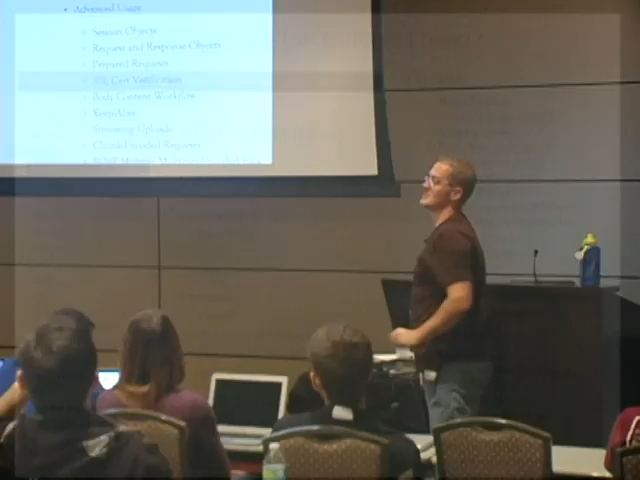 Advanced Usage
Session Objects
Request and Response Objects
Prepared Requests
SSL Cert Verification
Body Content Workflow
Keep-Alive
Streaming Uploads
Chunk-Encoded Requests